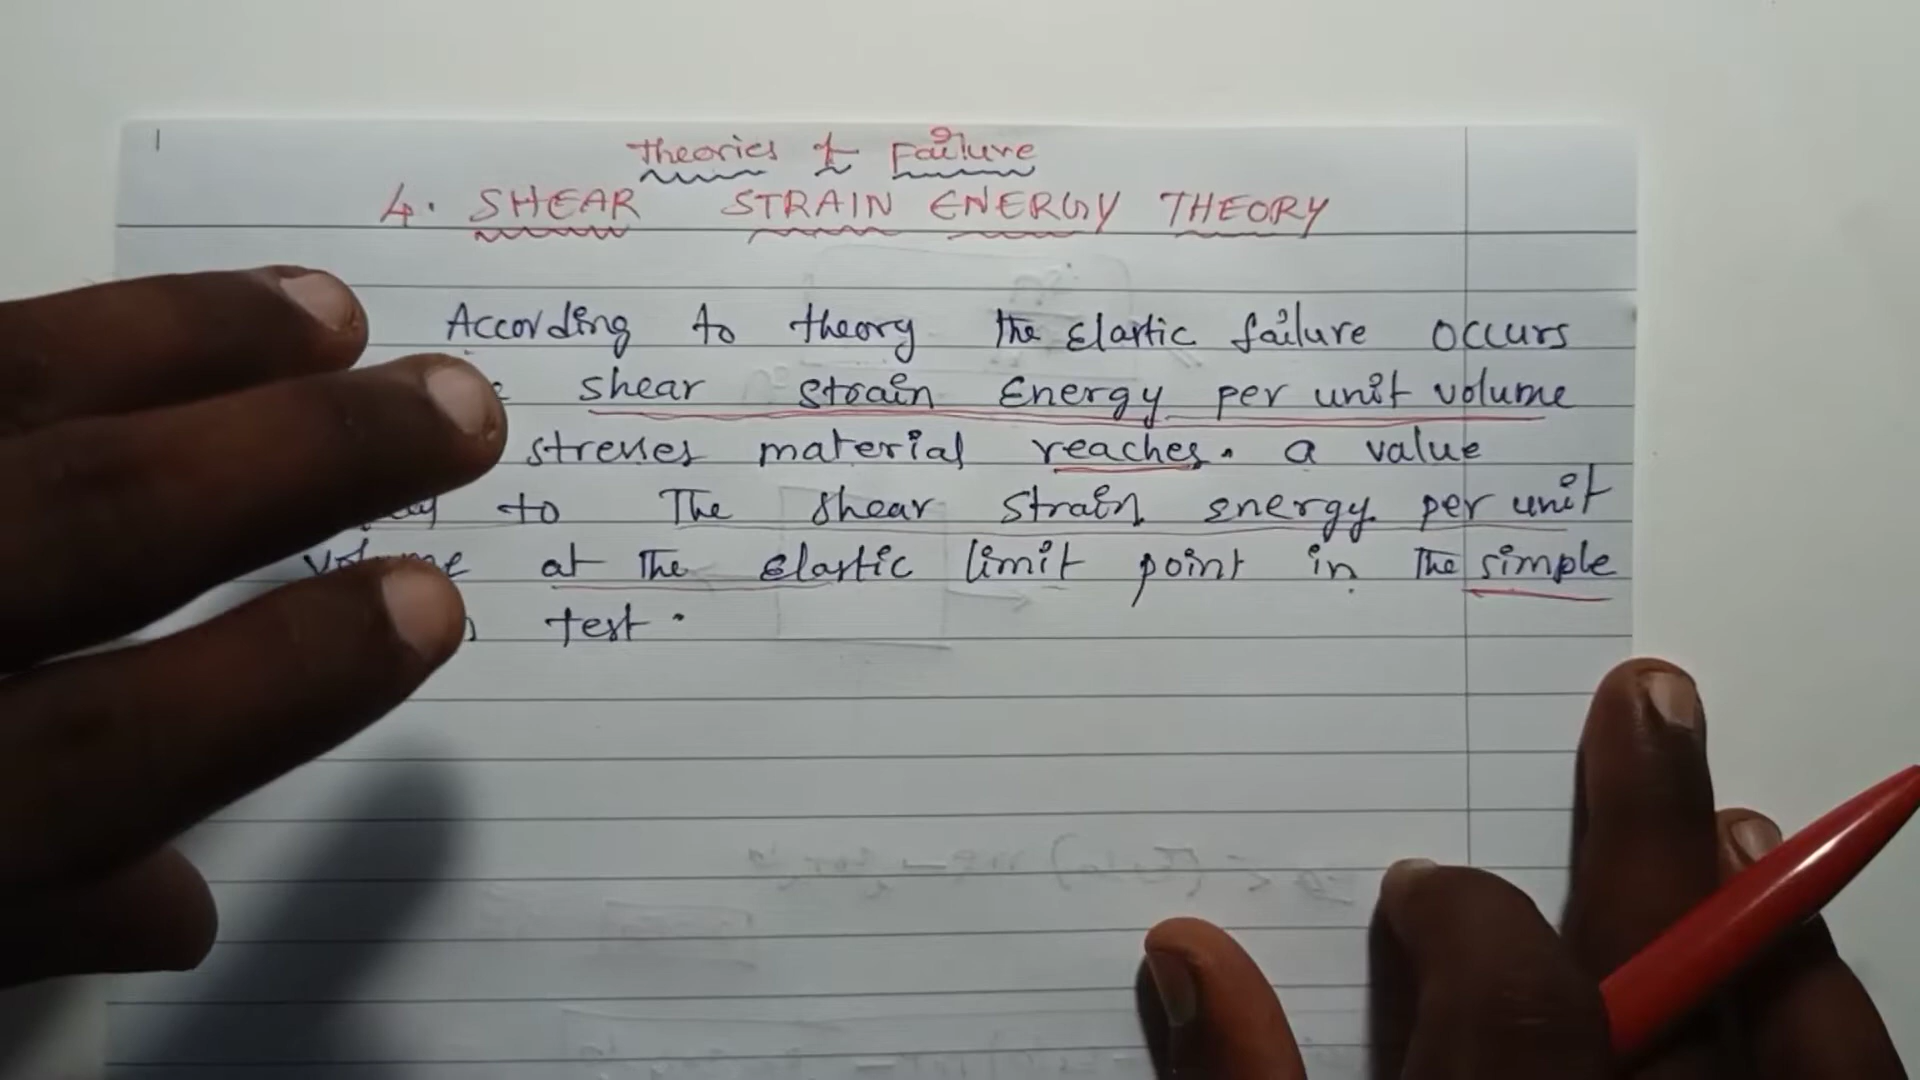 Theories of Failure
4. SHEAR STRAIN ENERGY THEORY
According to theory the Elastic failure occurs
shear strain Energy per unit volume
stresses material reaches. a value
to The shear strain energy per unit
volume at the elastic limit point in the simple
test.